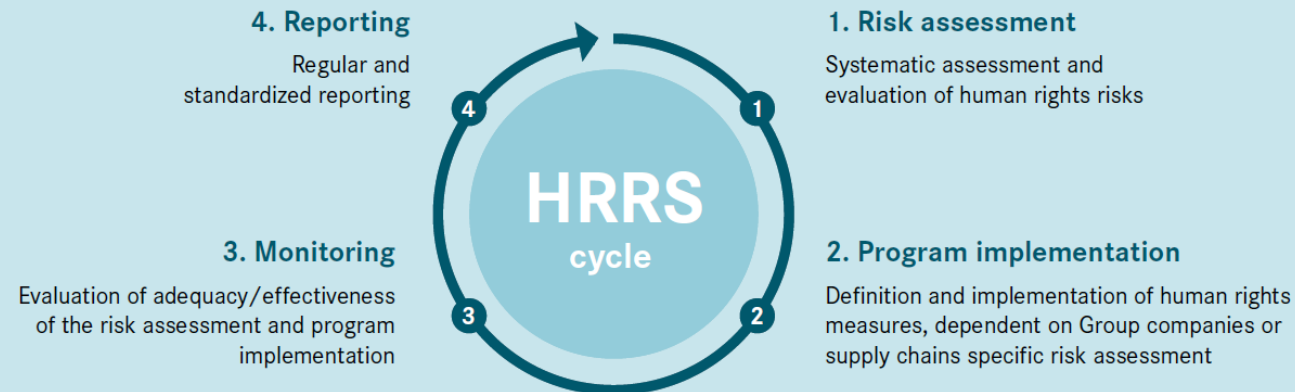 4. Reporting
Regular and
standardized reporting
1. Risk assessment
Systematic assessment and
evaluation of human rights risks
4
1
HRRS
cycle
3. Monitoring
Evaluation of adequacy/effectiveness
of the risk assessment and program
implementation
2. Program implementation
Definition and implementation of human rights
measures, dependent on Group companies or
supply chains specific risk assessment
3
2